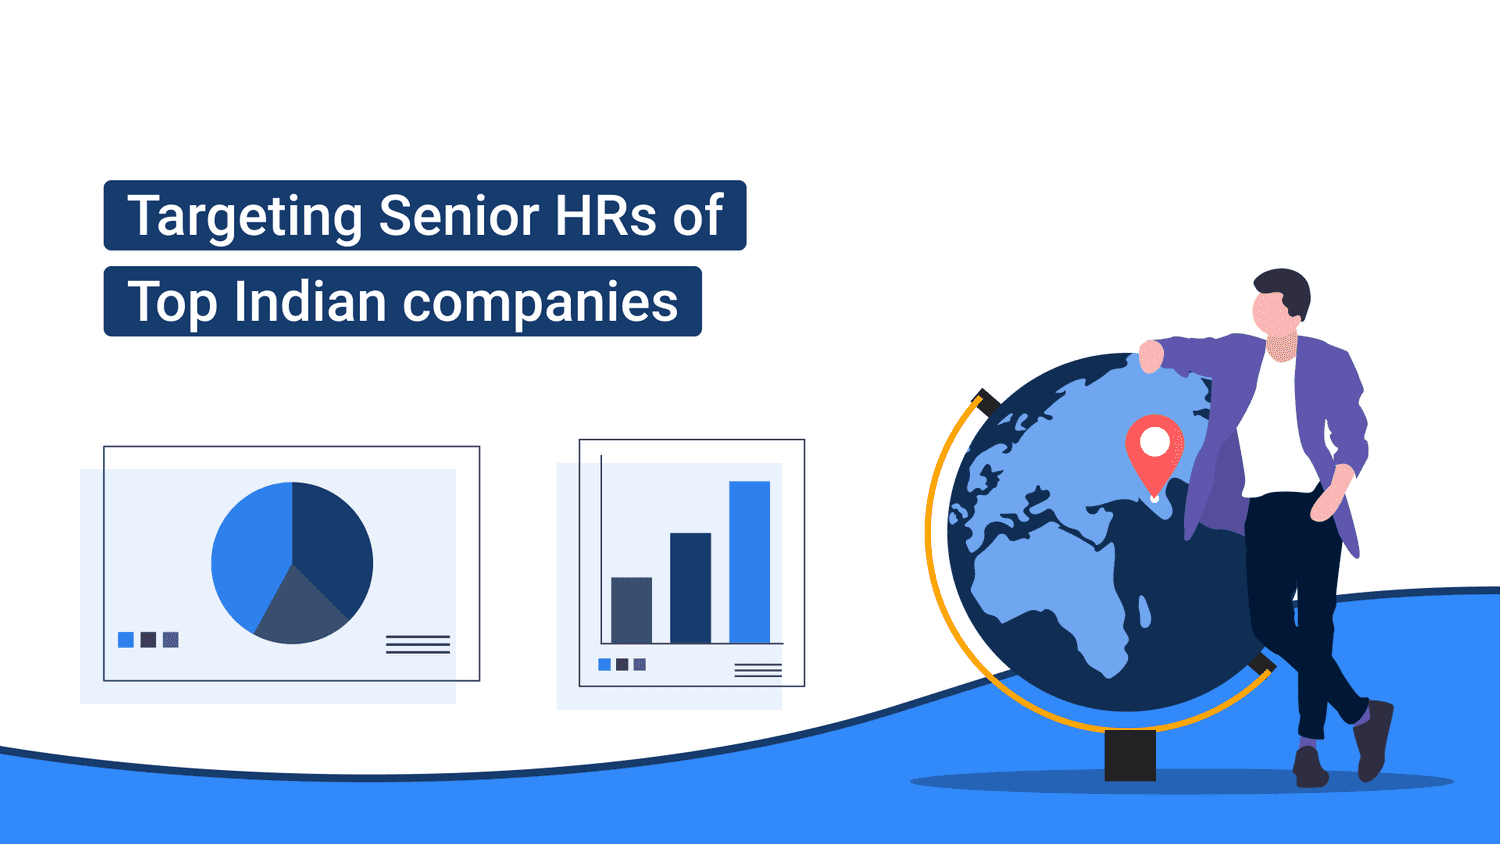 Targeting Senior HRs of
Top Indian companies